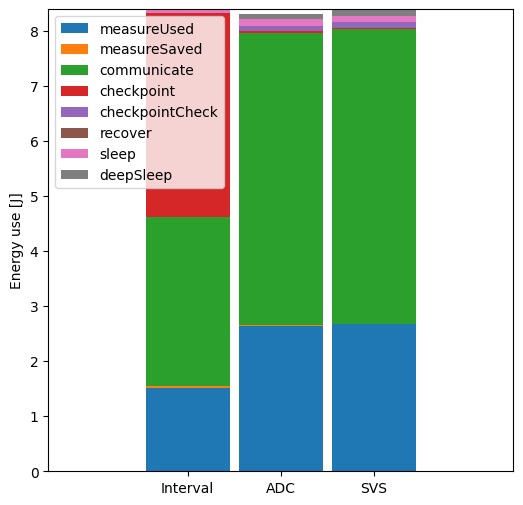 measureUsed
measureSaved
communicate
checkpoint
checkpointCheck
recover
sleep
deepSleep
Energy use [J]
8
7
6
5
4
3
2
1
0
Interval ADC SVS